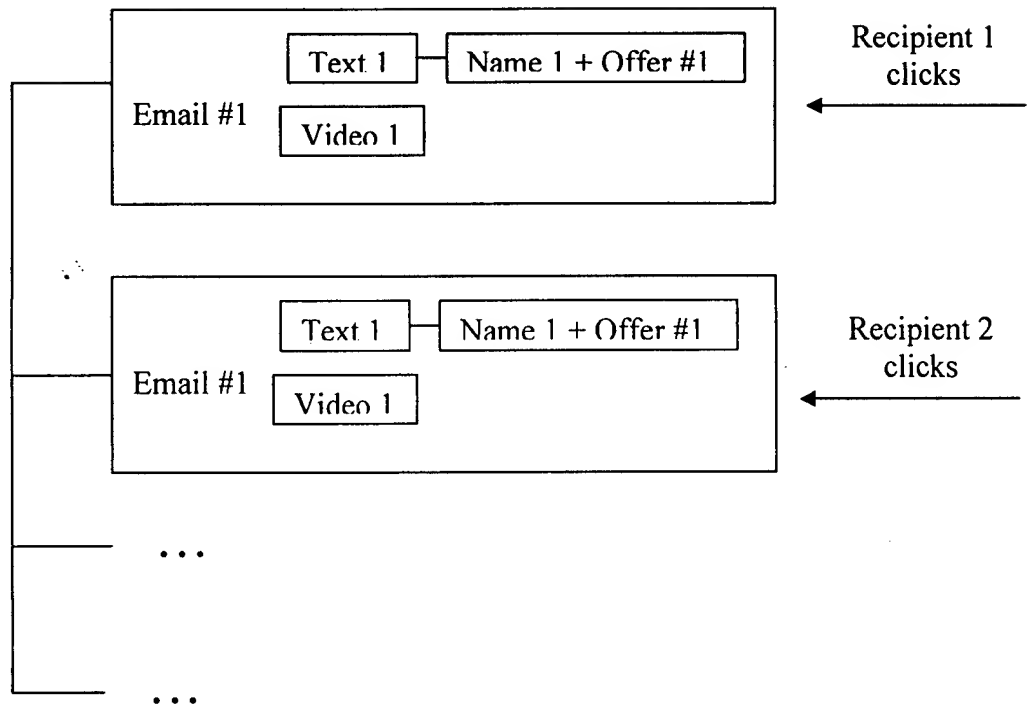 Text 1
Name 1 + Offer #1
Recipient 1
clicks
Email #1
Video 1
Text 1
Name 1 + Offer #1
Recipient 2
clicks
Email #1
Video 1
...
...